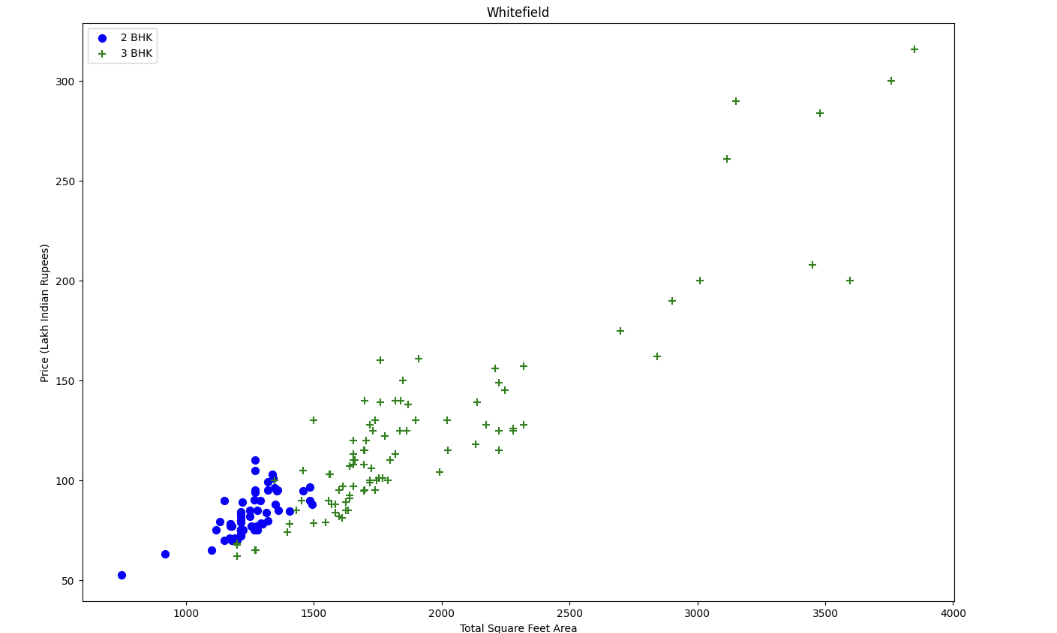 Whitefield
2 BHK
3 BHK
Price (Lakh Indian Rupees)
300
250
200
150
100
50
1000 1500 2000 2500 3000 3500 4000
Total Square Feet Area